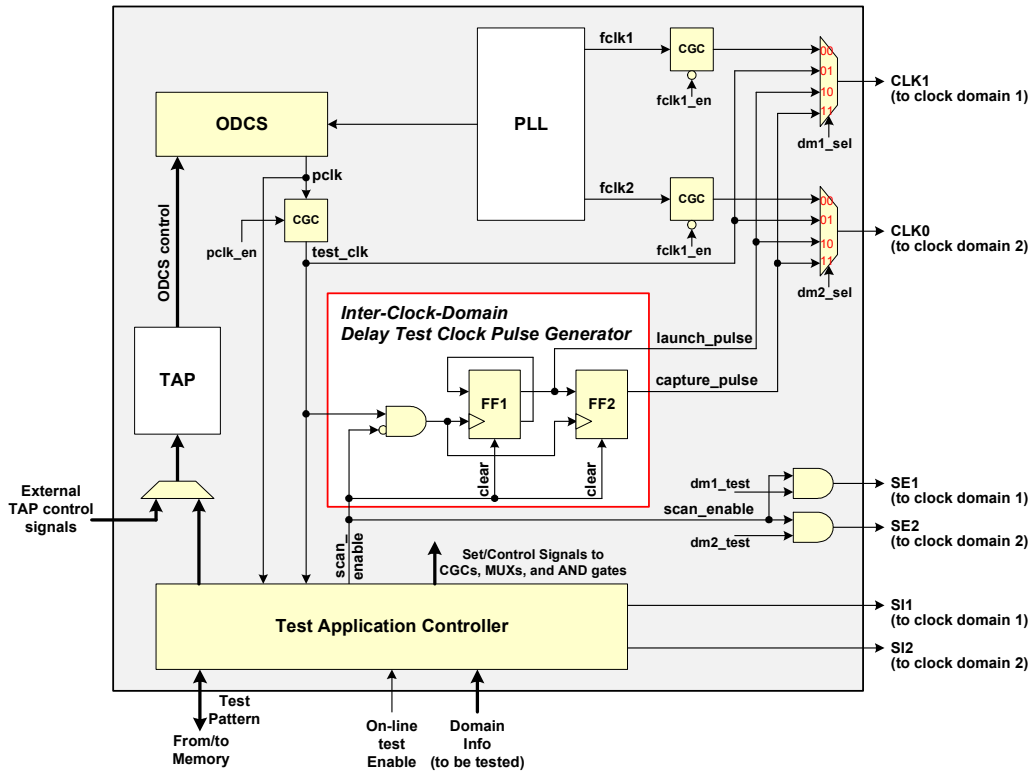 fclk1
CGC
00
01
10
11
fclk1_en
CLK1
(to clock domain 1)
dm1_sel
ODCS
PLL
pclk
fclk2
CGC
00
01
10
11
fclk1_en
CLK0
(to clock domain 2)
dm2_sel
CGC
pclk_en
test_clk
ODCS control
Inter-Clock-Domain
Delay Test Clock Pulse Generator
launch_pulse
TAP
FF1
FF2
capture_pulse
clear
clear
External
TAP control
signals
dm1_test
SE1
(to clock domain 1)
scan_enable
SE2
(to clock domain 2)
dm2_test
scan_
enable
Set/Control Signals to
CGCs, MUXs, and AND gates
Test Application Controller
SI1
(to clock domain 1)
SI2
(to clock domain 2)
Test
Pattern
From/to
Memory
On-line
test
Enable
Domain
Info
(to be tested)